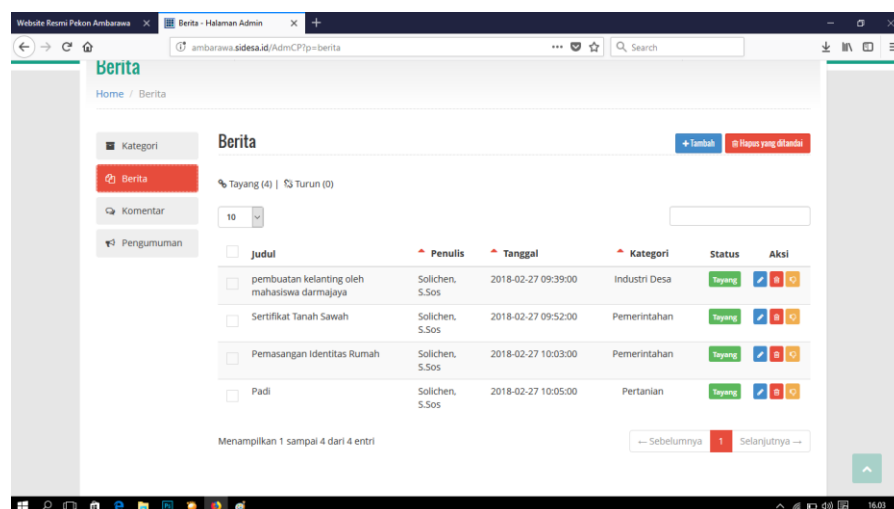 Website Resmi Pekon Ambarawa
Berita - Halaman Admin
ambarawa.sidesa.id/AdmCP?p=berita
Search
Berita
Home / Berita
Kategori
Berita
Komentar
Pengumuman
Berita
+Tambah
Hapus yang ditandai
Tayang (4) | Turun (0)
10
Judul Penulis Tanggal Kategori Status Aksi
pembuatan kelanting oleh mahasiswa darmajaya Solichen, S.Sos 2018-02-27 09:39:00 Industri Desa Tayang
Sertifikat Tanah Sawah Solichen, S.Sos 2018-02-27 09:52:00 Pemerintahan Tayang
Pemasangan Identitas Rumah Solichen, S.Sos 2018-02-27 10:03:00 Pemerintahan Tayang
Padi Solichen, S.Sos 2018-02-27 10:05:00 Pertanian Tayang
Menampilkan 1 sampai 4 dari 4 entri
← Sebelumnya 1 Selanjutnya →
16.03